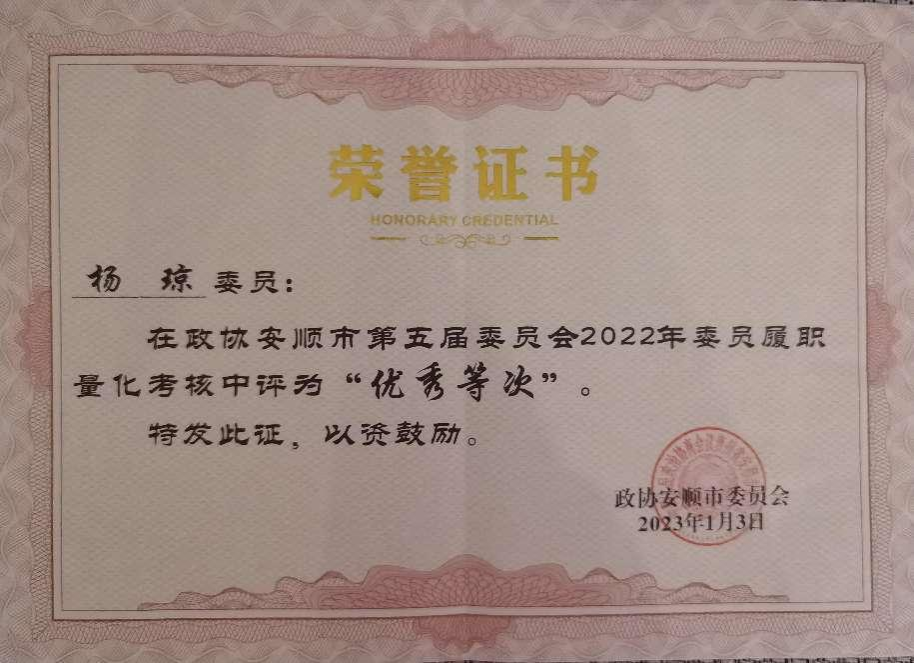 荣誉证书
HONORARY CREDENTIAL
杨 琼 委员：
在政协安顺市第五届委员会2022年委员履职
量化考核中评为“优秀等次”。
特发此证，以资鼓励。
政协安顺市委员会
2023年1月3日